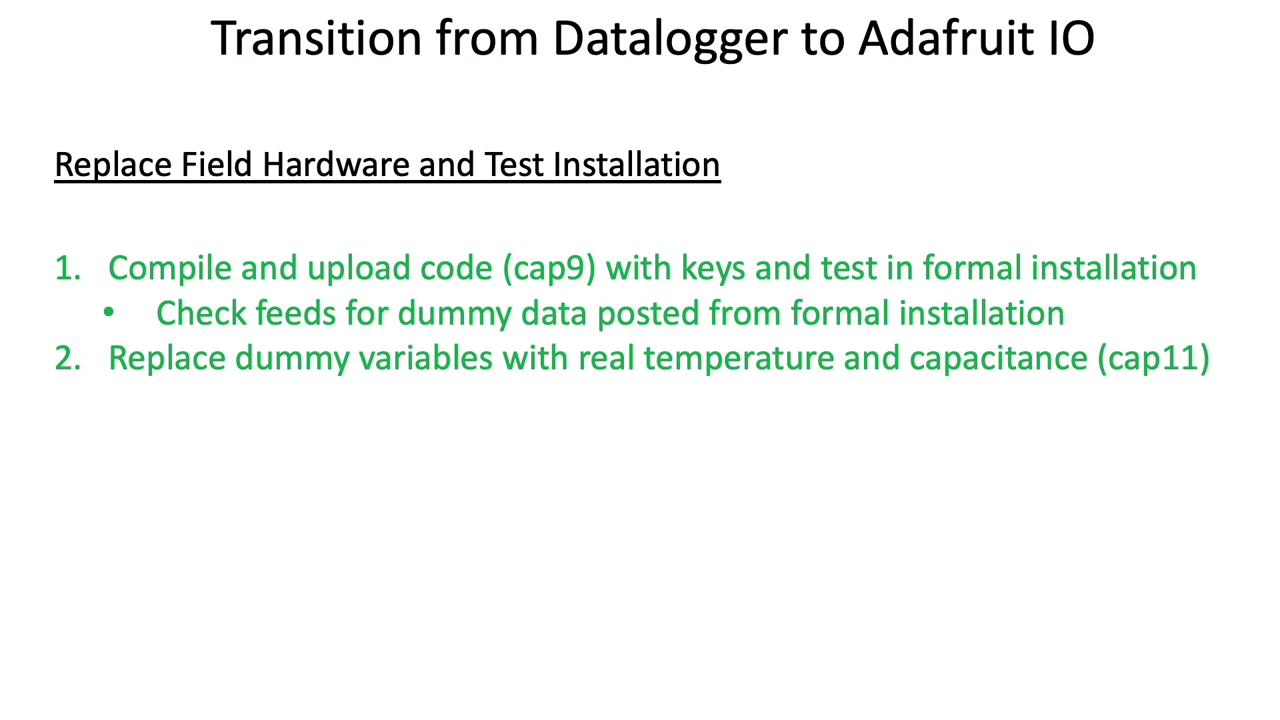 Transition from Datalogger to Adafruit IO
Replace Field Hardware and Test Installation
1. Compile and upload code (cap9) with keys and test in formal installation
• Check feeds for dummy data posted from formal installation
2. Replace dummy variables with real temperature and capacitance (cap11)